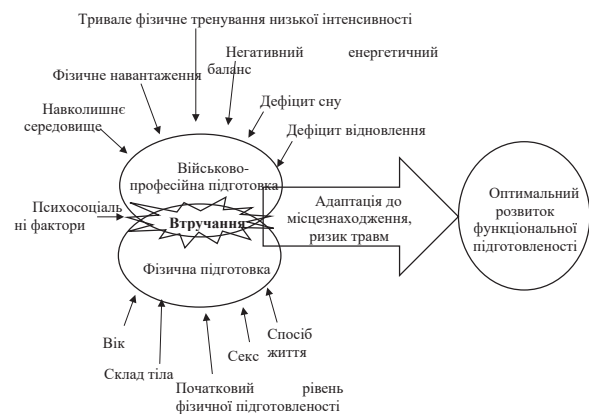 Тривале фізичне тренування низької інтенсивності
Негативний енергетичний
баланс
Фізичне навантаження
Дефіцит сну
Навколишнє
середовище
Дефіцит відновлення
Військово-
професійна підготовка
Психосоціаль
ні фактори
Втручання
Адаптація до
місцезнаходження,
ризик травм
Оптимальний
розвиток
функціональної
підготовленості
Фізична підготовка
Вік
Склад тіла
Початковий рівень
фізичної підготовленості
Секс
Спосіб
життя